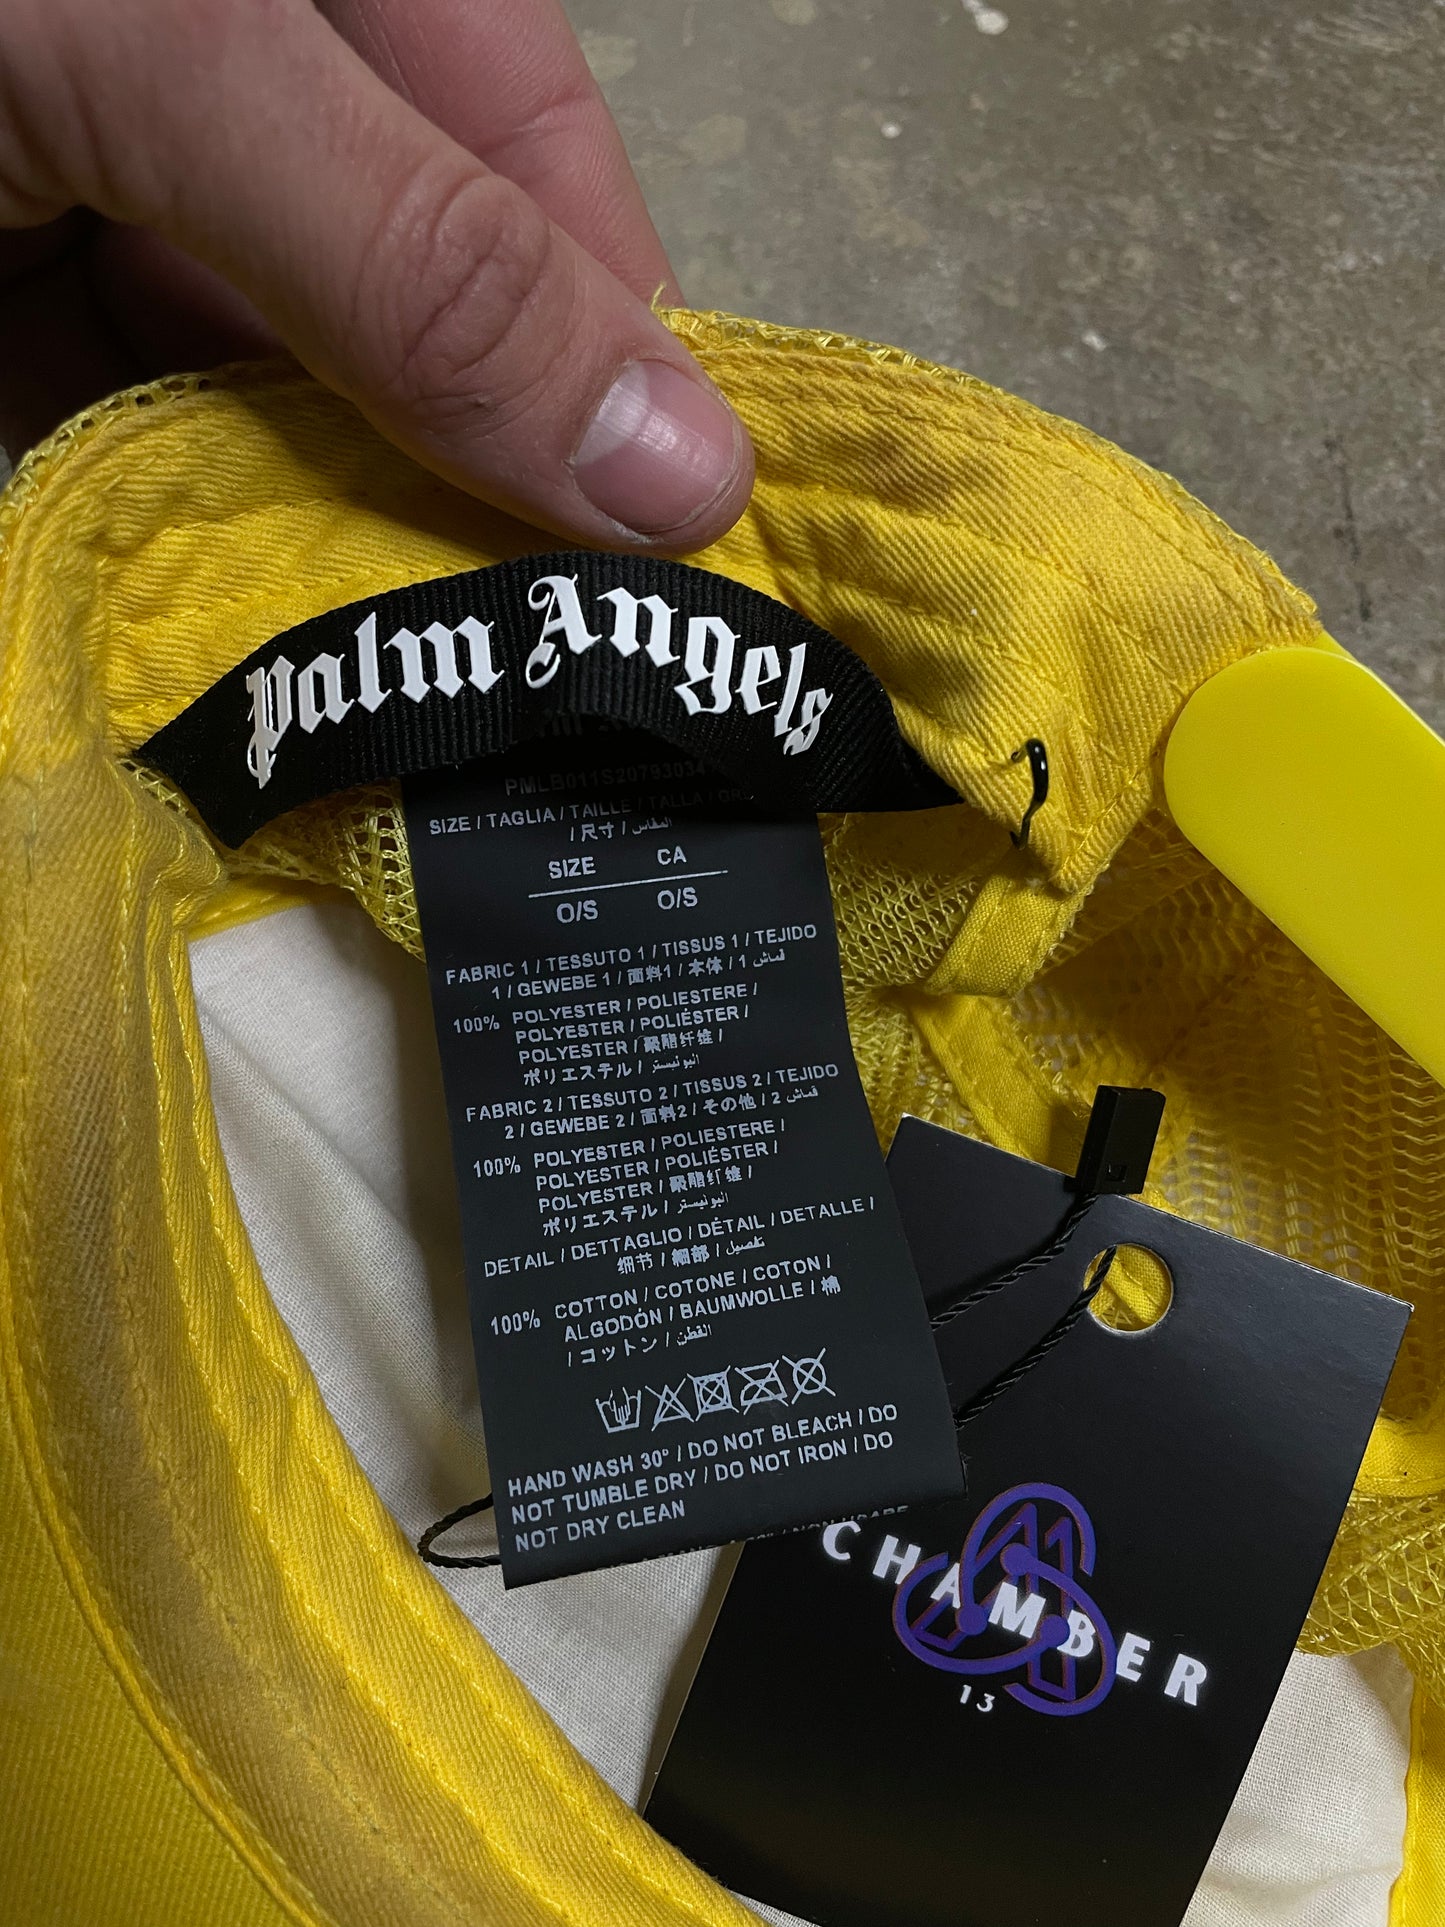 Palm Angels
PMLB011S20793034
SIZE / TAGLIA / TAILLE / TALLA / GR
/ 尺寸 / المقاس
SIZE CA
O/S O/S
FABRIC 1 / TESSUTO 1 / TISSUS 1 / TEJIDO
1 / GEWEBE 1 / 面料1 / 本体 / قماش 1
100% POLYESTER / POLIESTERE /
POLYESTER / POLIÉSTER /
POLYESTER / 聚酯纤维 /
ポリエステル / البوليستر
FABRIC 2 / TESSUTO 2 / TISSUS 2 / TEJIDO
2 / GEWEBE 2 / 面料2 / その他 / قماش 2
100% POLYESTER / POLIESTERE /
POLYESTER / POLIÉSTER /
POLYESTER / 聚酯纤维 /
ポリエステル / البوليستر
DETAIL / DETTAGLIO / DÉTAIL / DETALLE /
细节 / 細部 / تفصيل
100% COTTON / COTONE / COTON /
ALGODÓN / BAUMWOLLE / 棉
/ コットン / القطن
HAND WASH 30° / DO NOT BLEACH / DO
NOT TUMBLE DRY / DO NOT IRON / DO
NOT DRY CLEAN
CHAMBER
13